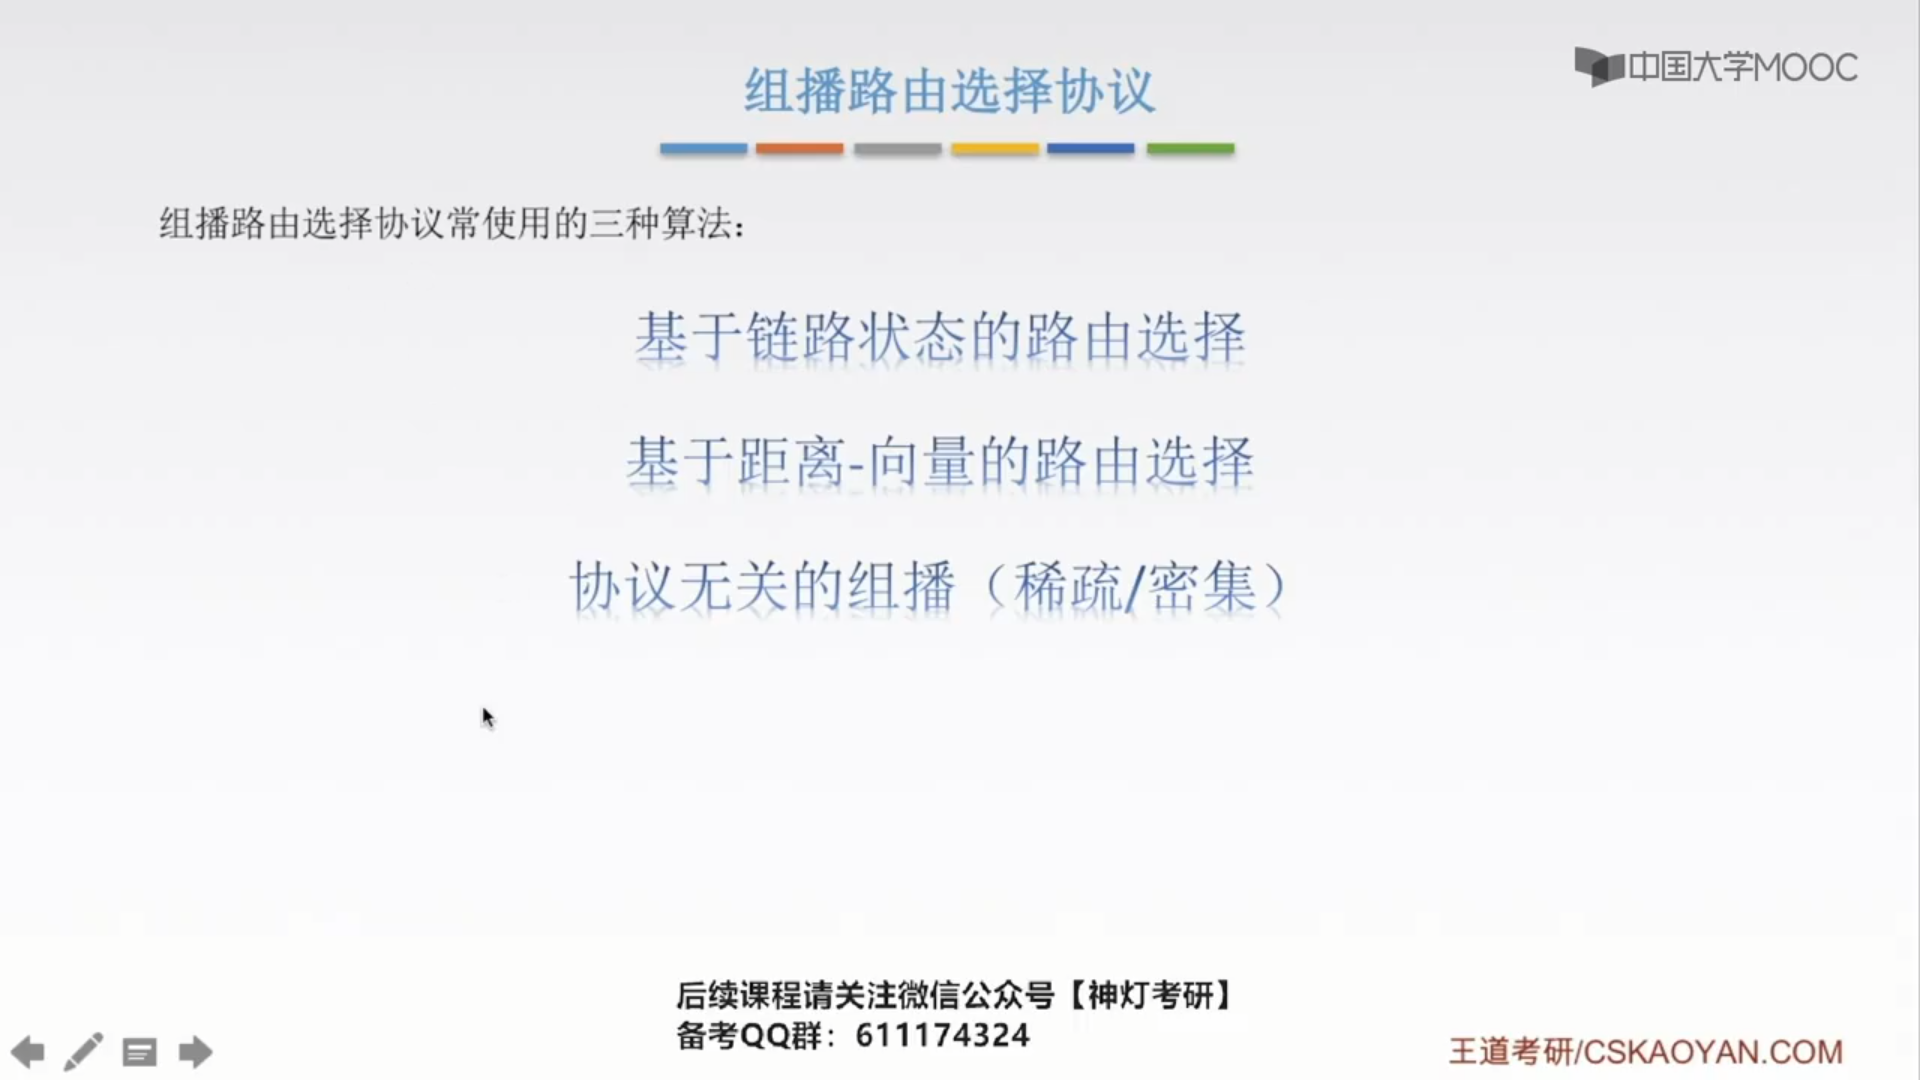 中国大学MOOC
组播路由选择协议
组播路由选择协议常使用的三种算法：
基于链路状态的路由选择
基于距离-向量的路由选择
协议无关的组播（稀疏/密集）
后续课程请关注微信公众号【神灯考研】
备考QQ群：611174324
王道考研/CSKAOYAN.COM